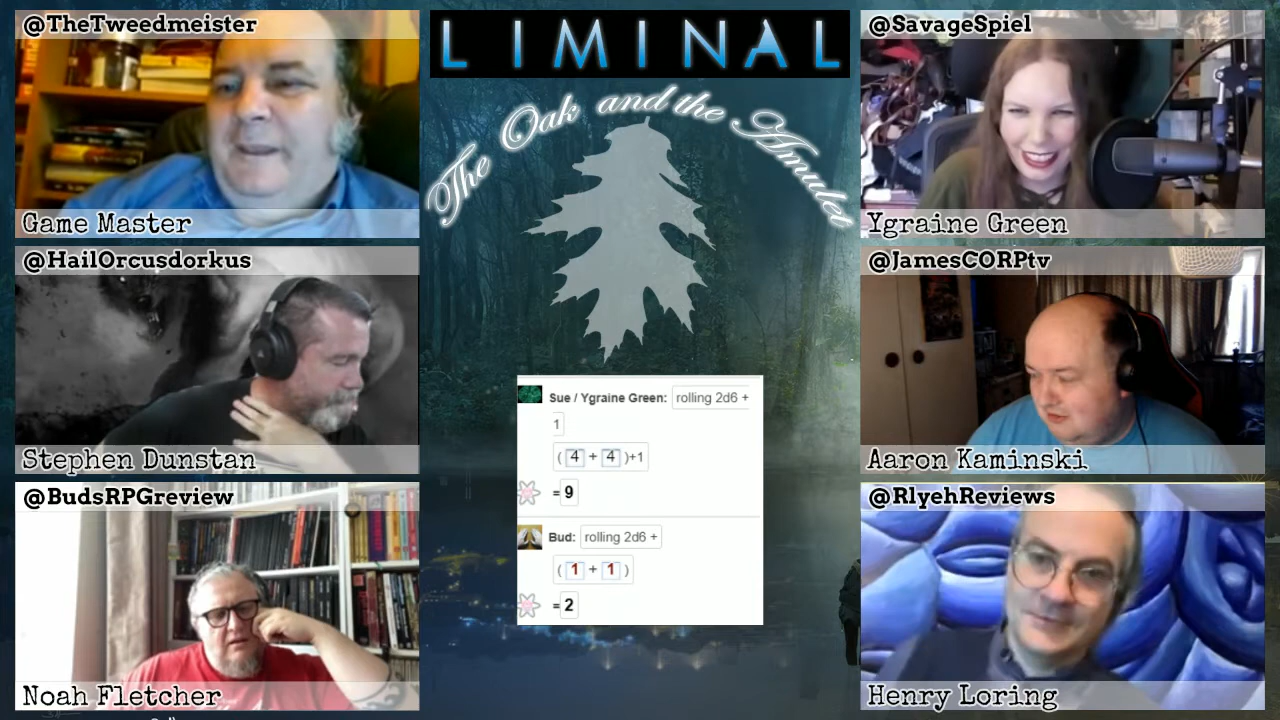 @TheTweedmeister
Game Master
LIMINAL
The Oak and the Amulet
@SavageSpiel
Ygraine Green
@HailOrcusdorkus
Stephen Dunstan
@JamesCORPtv
Aaron Kaminski
Sue / Ygraine Green: rolling 2d6 +
1
( 4 + 4 )+1
= 9
Bud: rolling 2d6 +
( 1 + 1 )
= 2
@BudsRPGreview
Noah Fletcher
@RlyehReviews
Henry Loring